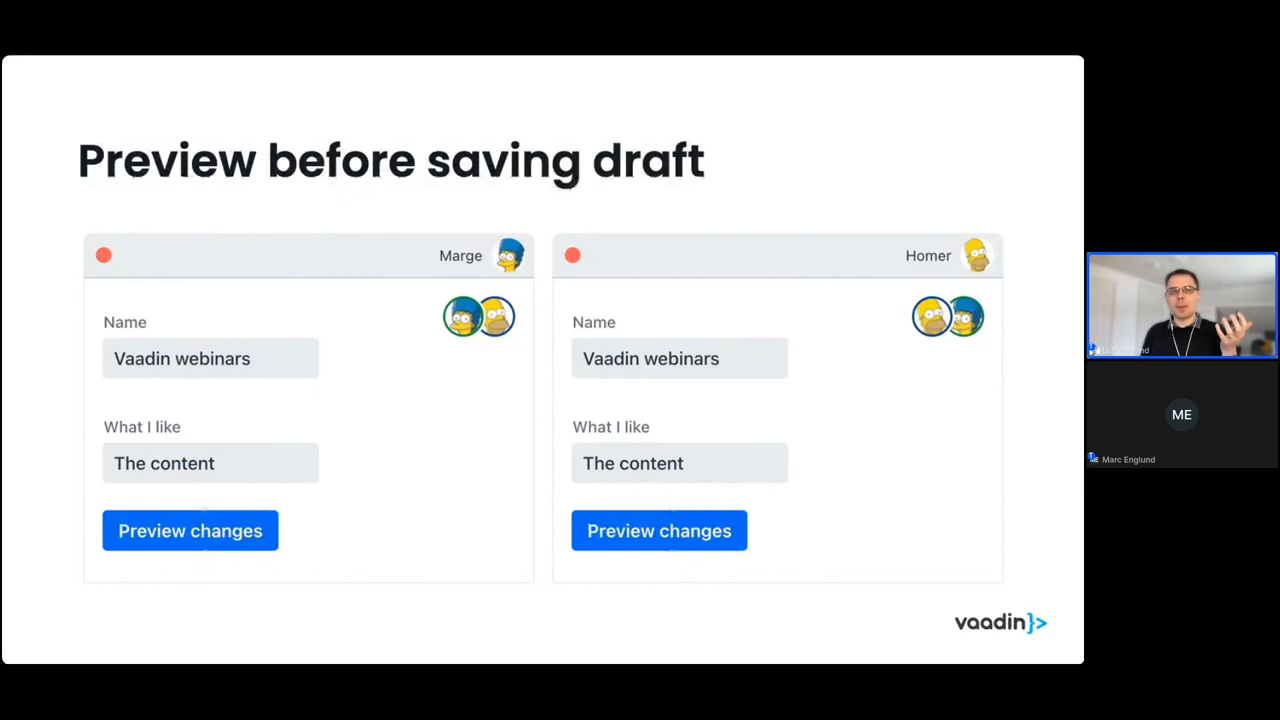 Preview before saving draft
Marge
Name
Vaadin webinars
What I like
The content
Preview changes
Homer
Name
Vaadin webinars
What I like
The content
Preview changes
vaadin}>
ME
Marc Englund